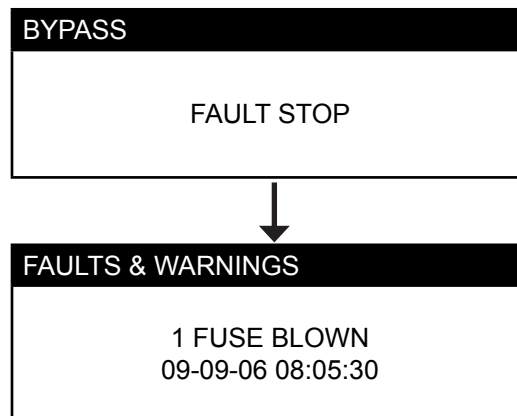 BYPASS
FAULT STOP
FAULTS & WARNINGS
1 FUSE BLOWN
09-09-06 08:05:30